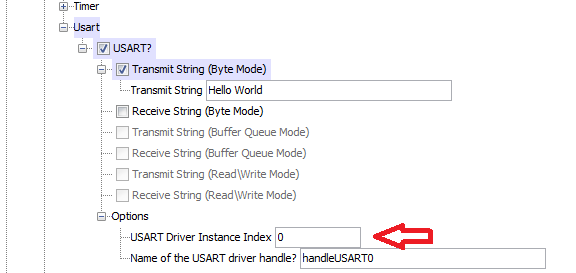 Timer
Usart
USART?
Transmit String (Byte Mode)
Transmit String Hello World
Receive String (Byte Mode)
Transmit String (Buffer Queue Mode)
Receive String (Buffer Queue Mode)
Transmit String (Read\Write Mode)
Receive String (Read\Write Mode)
Options
USART Driver Instance Index 0
Name of the USART driver handle? handleUSART0